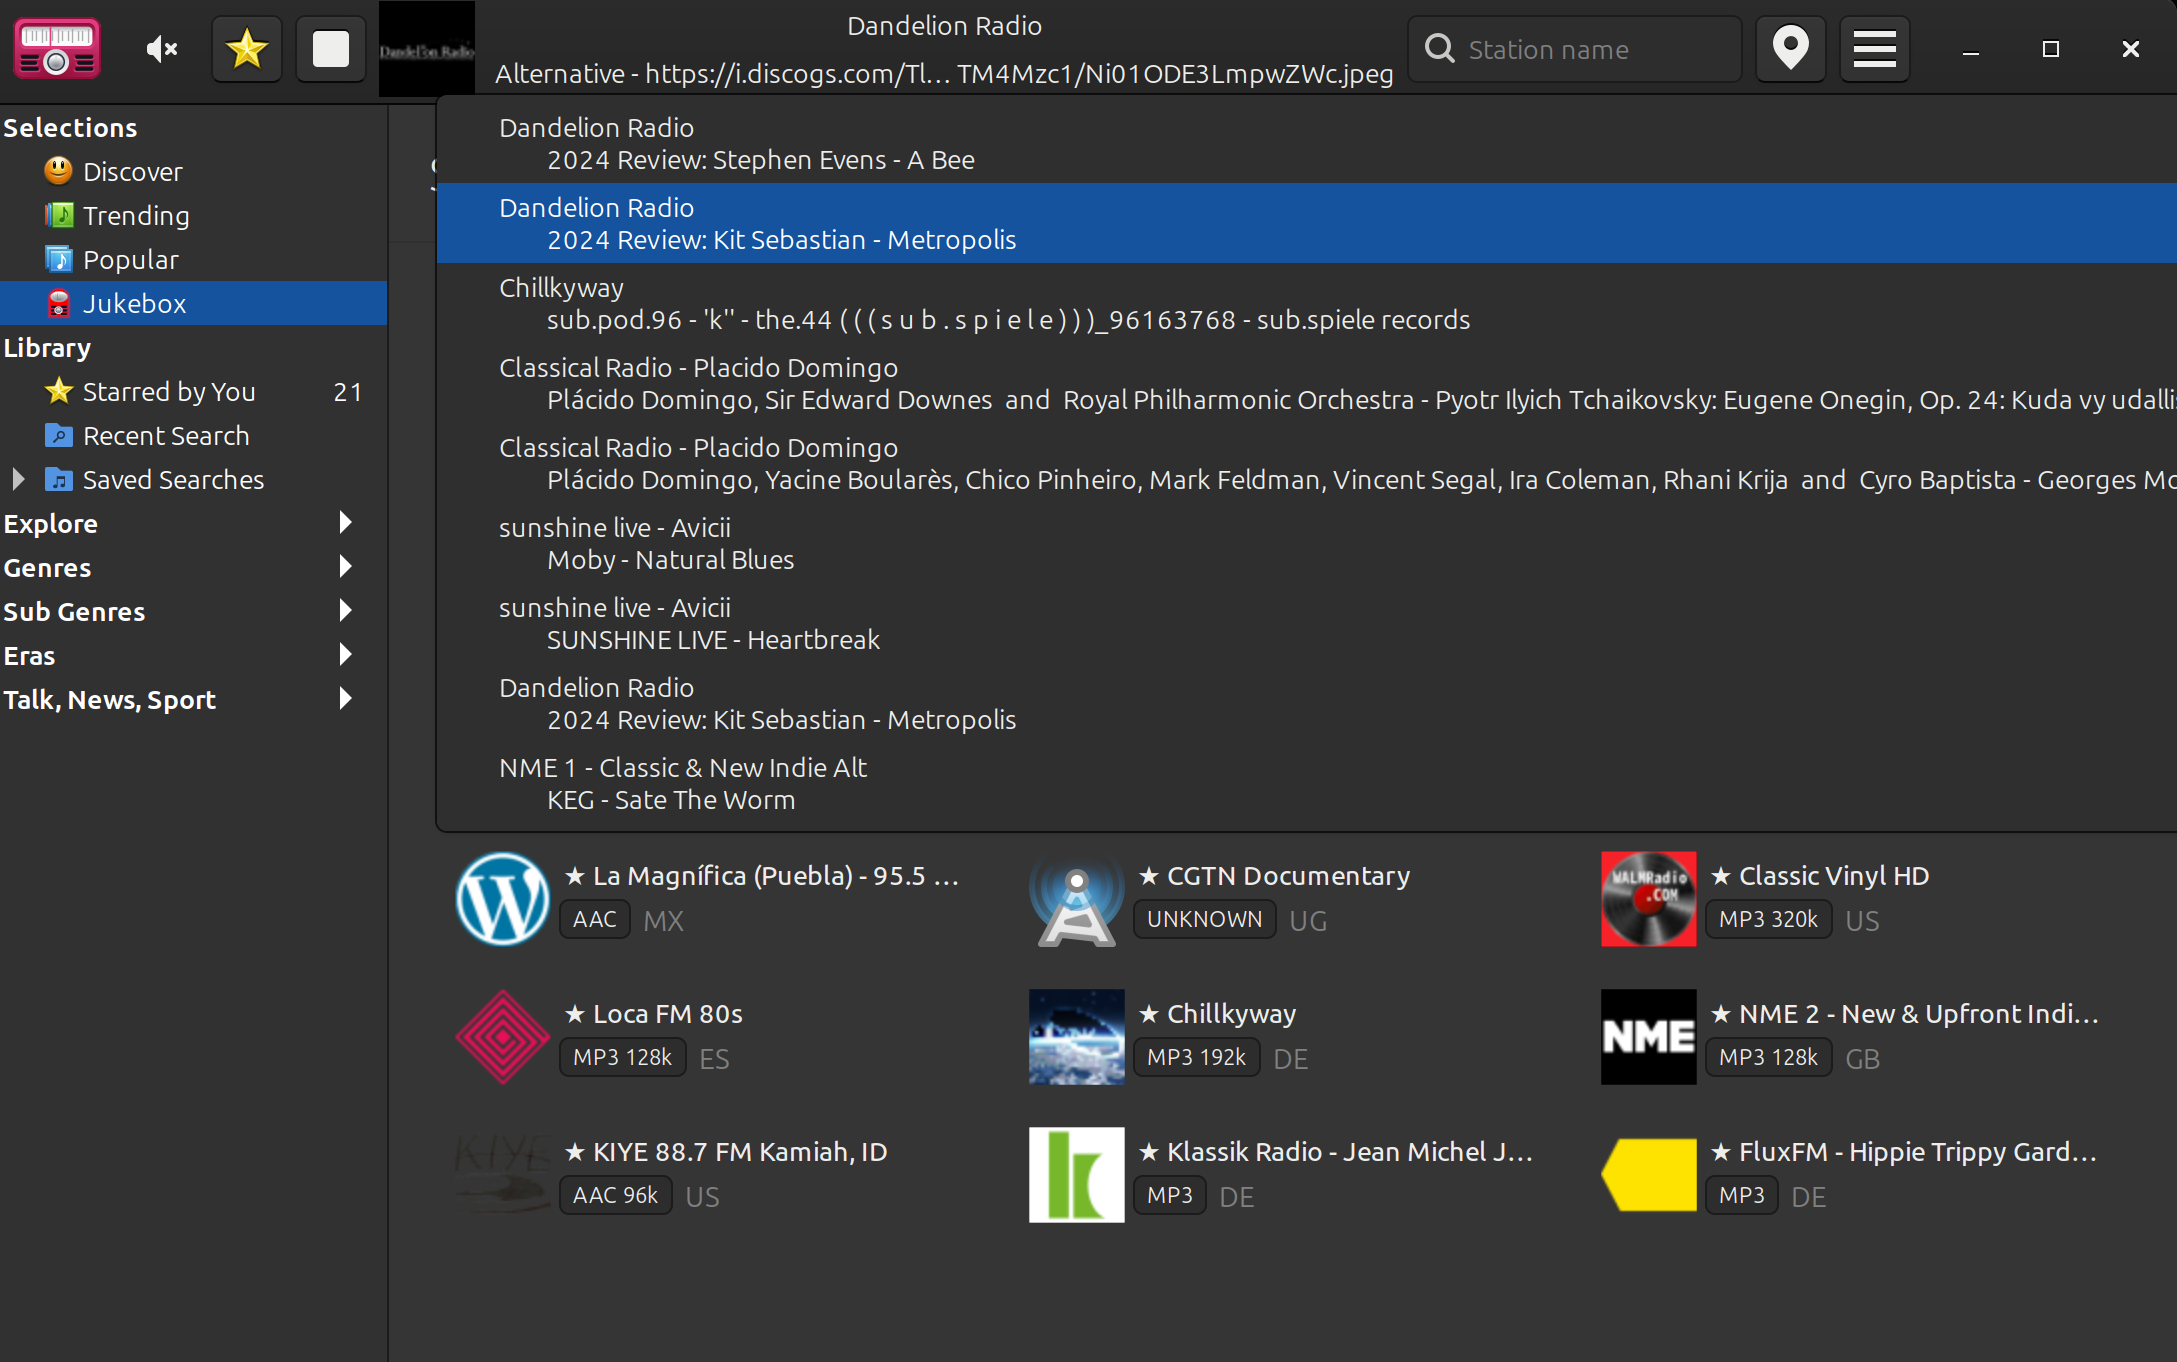 Dandelion Radio
Dandelion Radio
Alternative - https://i.discogs.com/Tl… TM4Mzc1/Ni01ODE3LmpwZWc.jpeg
Station name
Selections
Discover
Trending
Popular
Jukebox
Library
Starred by You 21
Recent Search
Saved Searches
Explore
Genres
Sub Genres
Eras
Talk, News, Sport
Dandelion Radio
2024 Review: Stephen Evens - A Bee
Dandelion Radio
2024 Review: Kit Sebastian - Metropolis
Chillkyway
sub.pod.96 - 'k'' - the.44 ( ( ( s u b . s p i e l e ) ) )_96163768 - sub.spiele records
Classical Radio - Placido Domingo
Plácido Domingo, Sir Edward Downes  and  Royal Philharmonic Orchestra - Pyotr Ilyich Tchaikovsky: Eugene Onegin, Op. 24: Kuda vy udalli
Classical Radio - Placido Domingo
Plácido Domingo, Yacine Boularès, Chico Pinheiro, Mark Feldman, Vincent Segal, Ira Coleman, Rhani Krija  and  Cyro Baptista - Georges Mo
sunshine live - Avicii
Moby - Natural Blues
sunshine live - Avicii
SUNSHINE LIVE - Heartbreak
Dandelion Radio
2024 Review: Kit Sebastian - Metropolis
NME 1 - Classic & New Indie Alt
KEG - Sate The Worm
★ La Magnífica (Puebla) - 95.5 …
AAC MX
★ CGTN Documentary
UNKNOWN UG
WALMRadio
.COM
★ Classic Vinyl HD
MP3 320k US
★ Loca FM 80s
MP3 128k ES
★ Chillkyway
MP3 192k DE
NME
★ NME 2 - New & Upfront Indi…
MP3 128k GB
KIYE
★ KIYE 88.7 FM Kamiah, ID
AAC 96k US
★ Klassik Radio - Jean Michel J…
MP3 DE
★ FluxFM - Hippie Trippy Gard…
MP3 DE